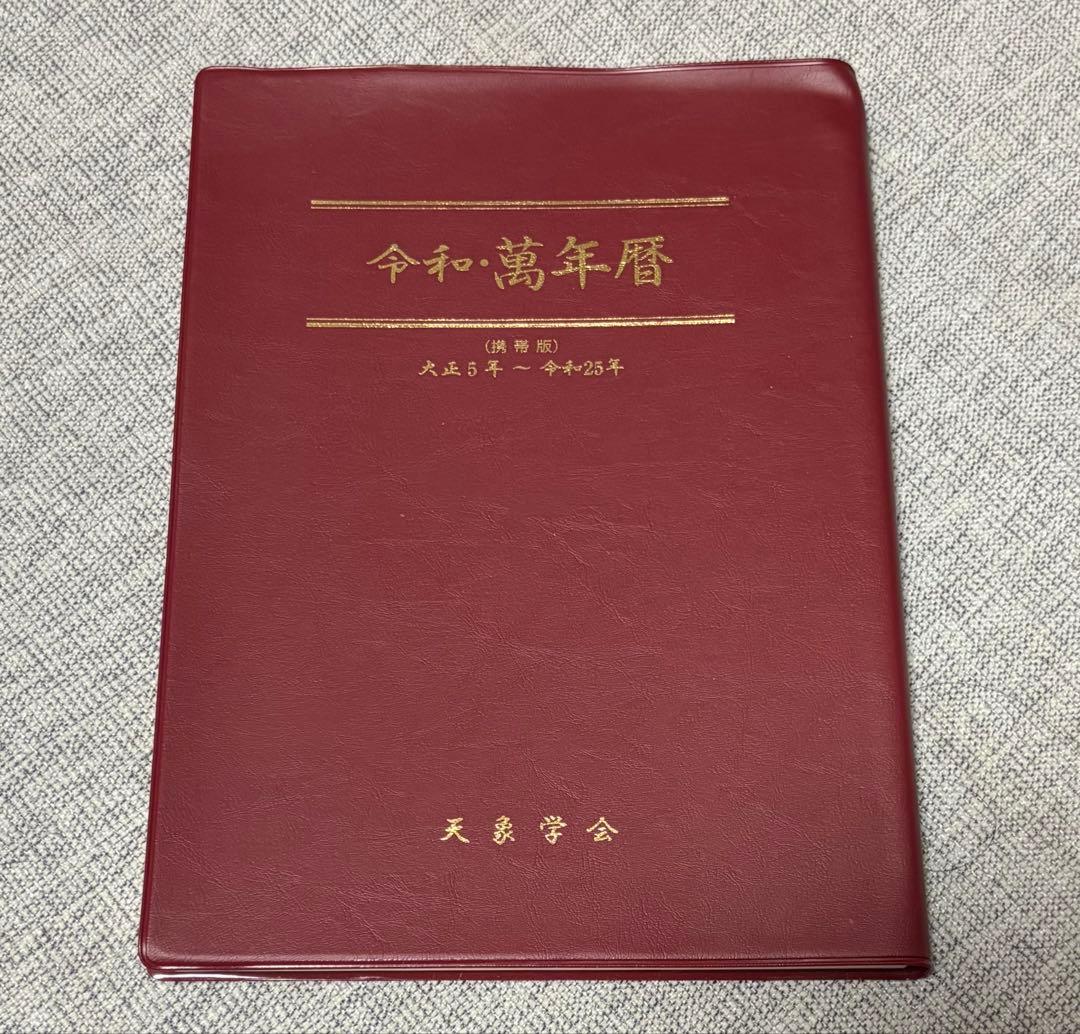 令和・萬年暦
(携帯版)
大正5年～令和25年
天象学会